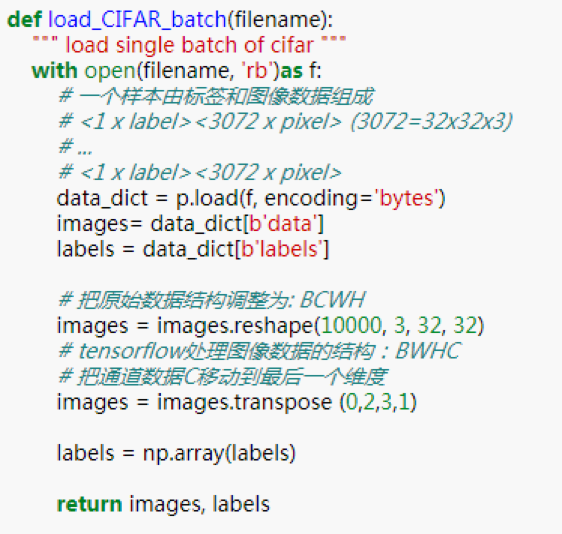 def load_CIFAR_batch(filename):
    """ load single batch of cifar """
    with open(filename, 'rb')as f:
        # 一个样本由标签和图像数据组成
        # <1 x label><3072 x pixel> (3072=32x32x3)
        # ...
        # <1 x label><3072 x pixel>
        data_dict = p.load(f, encoding='bytes')
        images= data_dict[b'data']
        labels = data_dict[b'labels']

        # 把原始数据结构调整为: BCWH
        images = images.reshape(10000, 3, 32, 32)
        # tensorflow处理图像数据的结构：BWHC
        # 把通道数据C移动到最后一个维度
        images = images.transpose (0,2,3,1)

        labels = np.array(labels)

        return images, labels